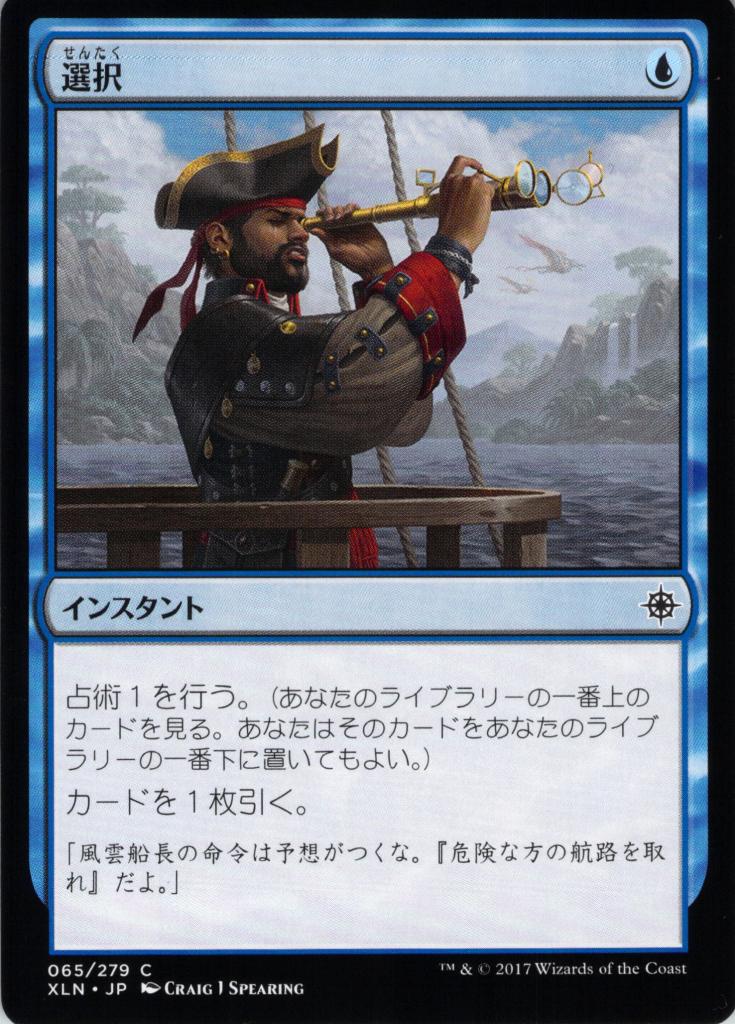 せんたく
選択
インスタント
占術1を行う。（あなたのライブラリーの一番上の
カードを見る。あなたはそのカードをあなたのライブ
ラリーの一番下に置いてもよい。）
カードを1枚引く。
「風雲船長の命令は予想がつくな。『危険な方の航路を取
れ』だよ。」
065/279 C
XLN • JP CRAIG J SPEARING
™ & © 2017 Wizards of the Coast